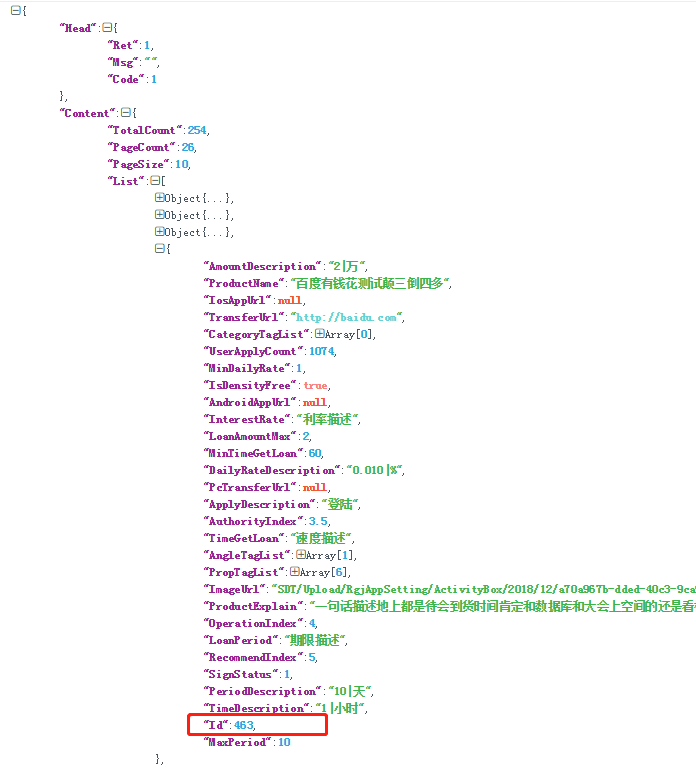 {
"Head":{
"Ret":1,
"Msg":"",
"Code":1
},
"Content":{
"TotalCount":254,
"PageCount":26,
"PageSize":10,
"List":[
Object{...},
Object{...},
Object{...},
{
"AmountDescription":"2|万",
"ProductName":"百度有钱花测试颠三倒四多",
"IosAppUrl":null,
"TransferUrl":"http://baidu.com",
"CategoryTagList":Array[0],
"UserApplyCount":1074,
"MinDailyRate":1,
"IsDensityFree":true,
"AndroidAppUrl":null,
"InterestRate":"利率描述",
"LoanAmountMax":2,
"MinTimeGetLoan":60,
"DailyRateDescription":"0.010|%",
"PcTransferUrl":null,
"ApplyDescription":"登陆",
"AuthorityIndex":3.5,
"TimeGetLoan":"速度描述",
"AngleTagList":Array[1],
"PropTagList":Array[6],
"ImageUrl":"SDT/Upload/RgjAppSetting/ActivityBox/2018/12/a70a967b-dded-40c3-9ca
"ProductExplain":"一句话描述地上都是待会到货时间肯定和数据库和大会上空间的还是看
"OperationIndex":4,
"LoanPeriod":"期限描述",
"RecommendIndex":5,
"SignStatus":1,
"PeriodDescription":"10|天",
"TimeDescription":"1|小时",
"Id":463,
"MaxPeriod":10
},